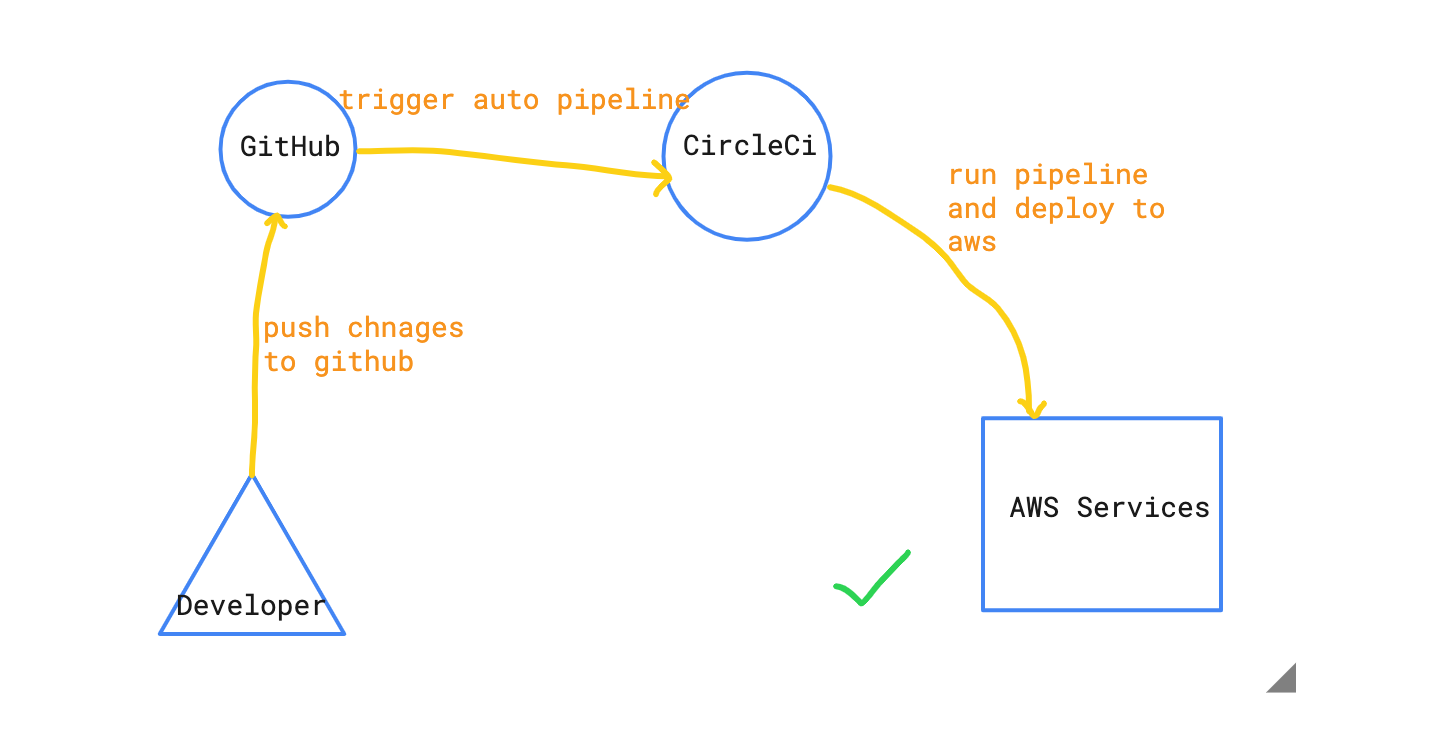 trigger auto pipeline
GitHub
CircleCi
run pipeline
and deploy to
aws
push chnages
to github
AWS Services
Developer